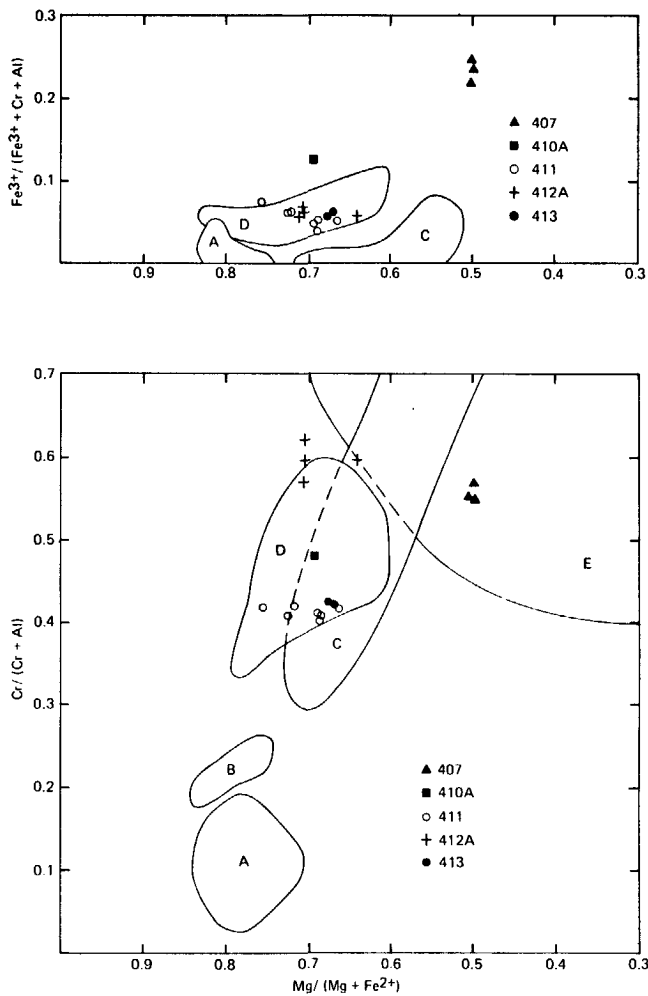 0.3
Fe³⁺/ (Fe³⁺ + Cr + Al)
0.2
0.1
▲ 407
■ 410A
○ 411
+ 412A
● 413
D
A
C
0.9 0.8 0.7 0.6 0.5 0.4 0.3
0.7
0.6
0.5
D
E
Cr/ (Cr + Al)
0.4
C
0.3
B
0.2
A
0.1
▲ 407
■ 410A
○ 411
+ 412A
● 413
0.9 0.8 0.7 0.6 0.5 0.4 0.3
Mg/ (Mg + Fe²⁺)